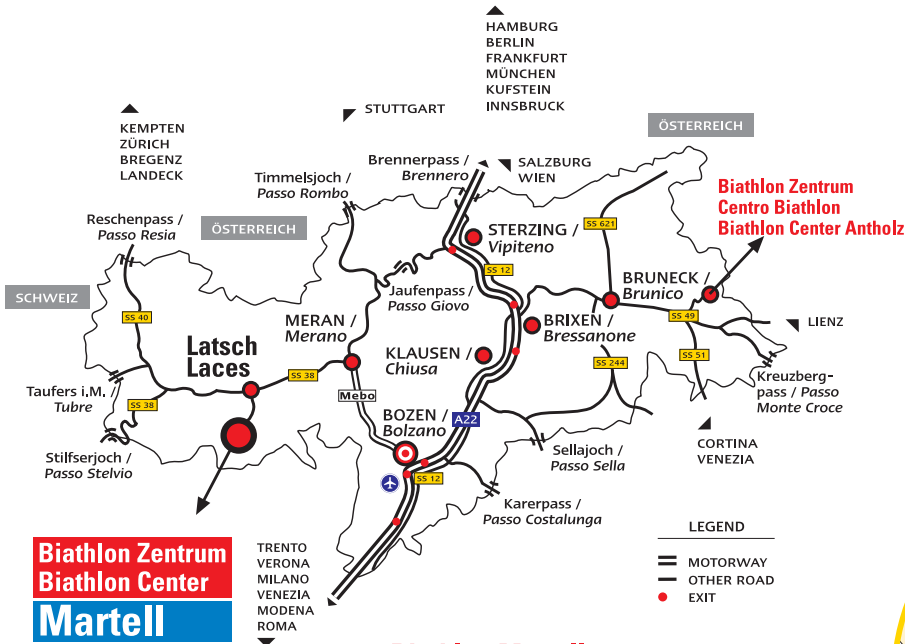 HAMBURG
BERLIN
FRANKFURT
MÜNCHEN
KUFSTEIN
INNSBRUCK
STUTTGART
KEMPTEN
ZÜRICH
BREGENZ
LANDECK
ÖSTERREICH
Brennerpass /
Brennero
SALZBURG
WIEN
Timmelsjoch /
Passo Rombo
Biathlon Zentrum
Centro Biathlon
Biathlon Center Antholz
Reschenpass /
Passo Resia
ÖSTERREICH
STERZING /
Vipiteno
SS 621
SS 12
SCHWEIZ
Jaufenpass /
Passo Giovo
BRUNECK /
Brunico
SS 40
MERAN /
Merano
BRIXEN /
Bressanone
SS 49
LIENZ
Latsch
Laces
KLAUSEN /
Chiusa
SS 244
SS 51
SS 38
Taufers i.M.
Tubre
Mebo
Kreuzberg-
pass / Passo
Monte Croce
SS 38
BOZEN /
Bolzano
A22
Stilfserjoch /
Passo Stelvio
Sellajoch /
Passo Sella
CORTINA
VENEZIA
SS 12
Karerpass /
Passo Costalunga
LEGEND
MOTORWAY
OTHER ROAD
EXIT
Biathlon Zentrum
Biathlon Center
Martell
TRENTO
VERONA
MILANO
VENEZIA
MODENA
ROMA